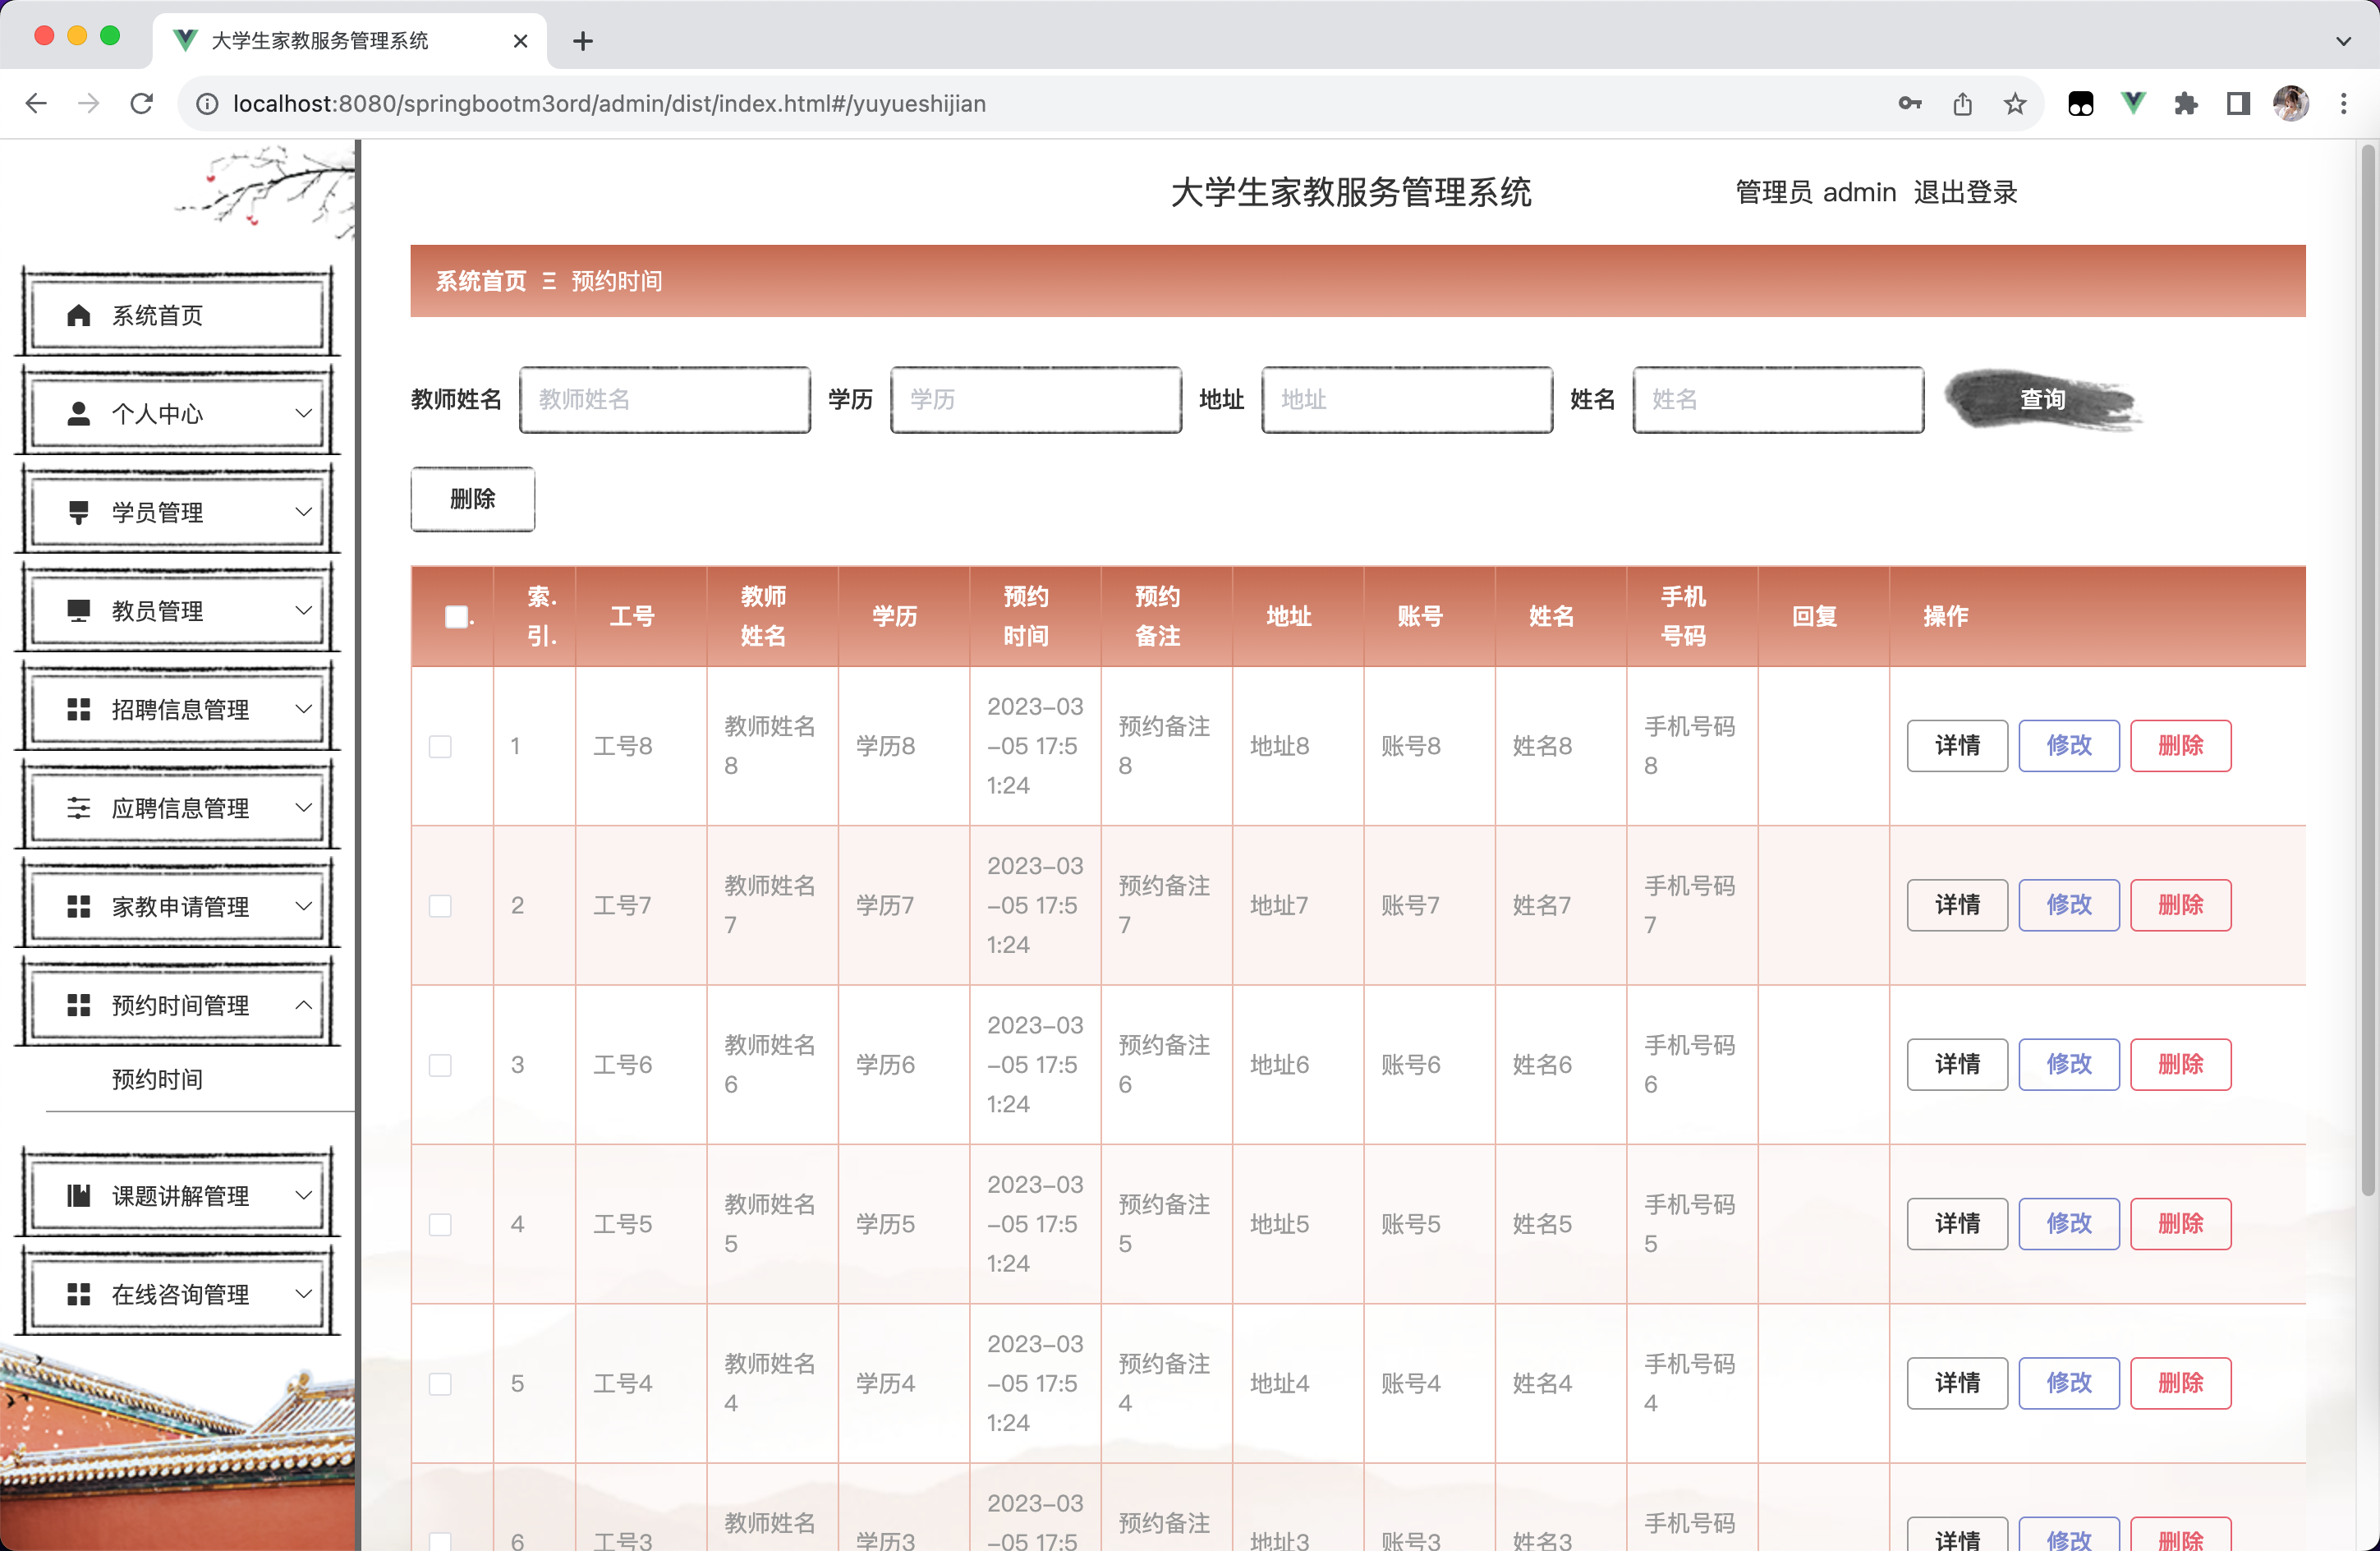 大学生家教服务管理系统
localhost:8080/springbootm3ord/admin/dist/index.html#/yuyueshijian
大学生家教服务管理系统
管理员 admin 退出登录
系统首页
个人中心
学员管理
教员管理
招聘信息管理
应聘信息管理
家教申请管理
预约时间管理
预约时间
课题讲解管理
在线咨询管理
系统首页 Ξ 预约时间
教师姓名 教师姓名 学历 学历 地址 地址 姓名 姓名 查询
删除
. 索. 引. 工号 教师姓名 学历 预约时间 预约备注 地址 账号 姓名 手机号码 回复 操作
1 工号8 教师姓名8 学历8 2023-03-05 17:51:24 预约备注8 地址8 账号8 姓名8 手机号码8 详情 修改 删除
2 工号7 教师姓名7 学历7 2023-03-05 17:51:24 预约备注7 地址7 账号7 姓名7 手机号码7 详情 修改 删除
3 工号6 教师姓名6 学历6 2023-03-05 17:51:24 预约备注6 地址6 账号6 姓名6 手机号码6 详情 修改 删除
4 工号5 教师姓名5 学历5 2023-03-05 17:51:24 预约备注5 地址5 账号5 姓名5 手机号码5 详情 修改 删除
5 工号4 教师姓名4 学历4 2023-03-05 17:51:24 预约备注4 地址4 账号4 姓名4 手机号码4 详情 修改 删除
6 工号3 教师姓名 学历3 2023-03-05 17:5 预约备注 地址3 账号3 姓名3 手机号码 详情 修改 删除